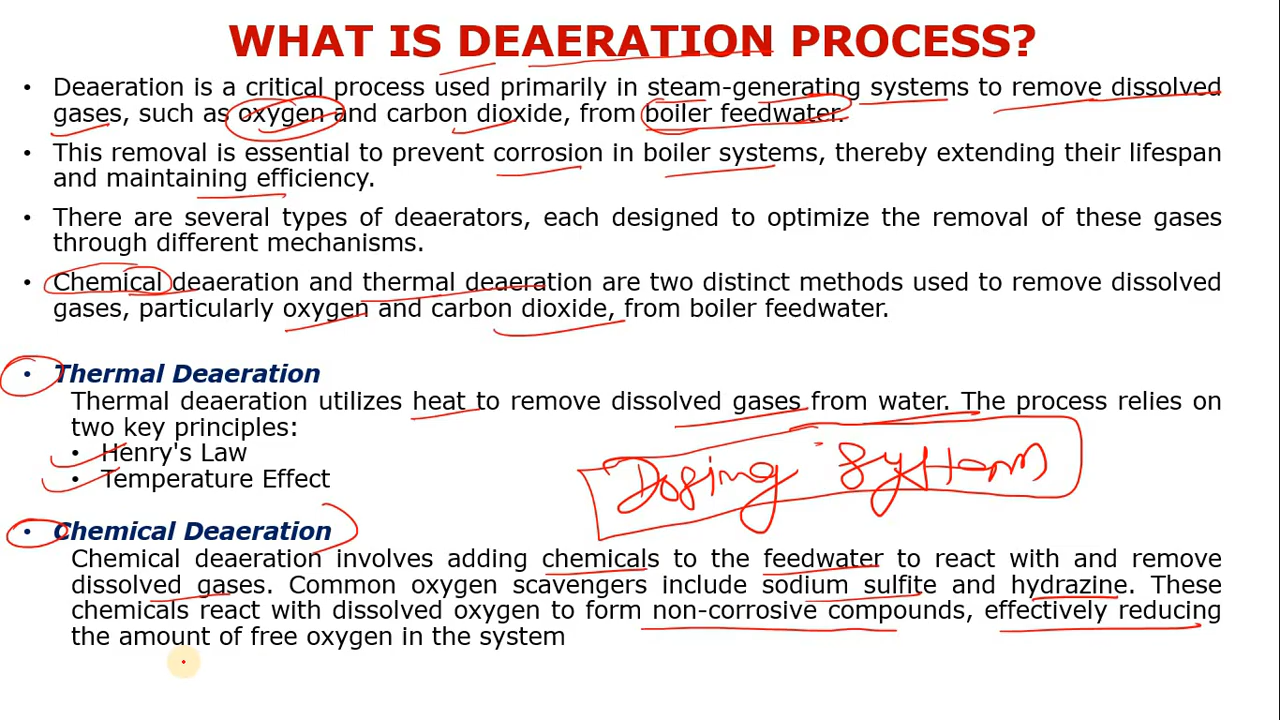 WHAT IS DEAERATION PROCESS?
• Deaeration is a critical process used primarily in steam-generating systems to remove dissolved
gases, such as oxygen and carbon dioxide, from boiler feedwater.
• This removal is essential to prevent corrosion in boiler systems, thereby extending their lifespan
and maintaining efficiency.
• There are several types of deaerators, each designed to optimize the removal of these gases
through different mechanisms.
• Chemical deaeration and thermal deaeration are two distinct methods used to remove dissolved
gases, particularly oxygen and carbon dioxide, from boiler feedwater.
• Thermal Deaeration
Thermal deaeration utilizes heat to remove dissolved gases from water. The process relies on
two key principles:
• Henry's Law
• Temperature Effect
Dosing System
• Chemical Deaeration
Chemical deaeration involves adding chemicals to the feedwater to react with and remove
dissolved gases. Common oxygen scavengers include sodium sulfite and hydrazine. These
chemicals react with dissolved oxygen to form non-corrosive compounds, effectively reducing
the amount of free oxygen in the system